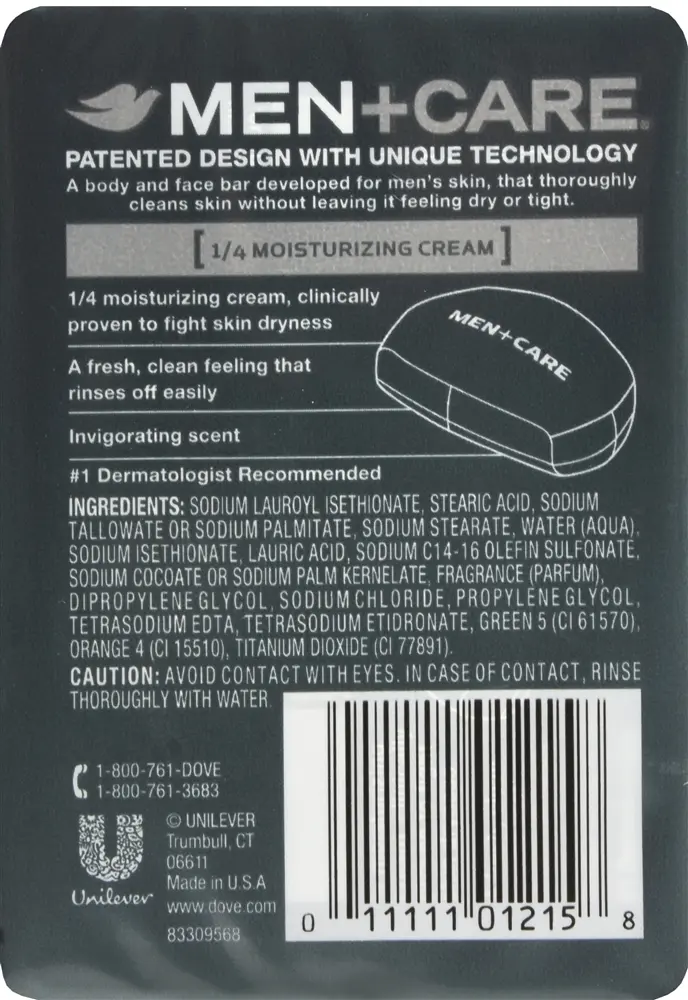 MEN+CARE
PATENTED DESIGN WITH UNIQUE TECHNOLOGY
A body and face bar developed for men's skin, that thoroughly
cleans skin without leaving it feeling dry or tight.
[1/4 MOISTURIZING CREAM]
1/4 moisturizing cream, clinically
proven to fight skin dryness
MEN+CARE
A fresh, clean feeling that
rinses off easily
Invigorating scent
#1 Dermatologist Recommended
INGREDIENTS: SODIUM LAUROYL ISETHIONATE, STEARIC ACID, SODIUM
TALLOWATE OR SODIUM PALMITATE, SODIUM STEARATE, WATER (AQUA),
SODIUM ISETHIONATE, LAURIC ACID, SODIUM C14-16 OLEFIN SULFONATE,
SODIUM COCOATE OR SODIUM PALM KERNELATE, FRAGRANCE (PARFUM),
DIPROPYLENE GLYCOL, SODIUM CHLORIDE, PROPYLENE GLYCOL,
TETRASODIUM EDTA, TETRASODIUM ETIDRONATE, GREEN 5 (CI 61570),
ORANGE 4 (CI 15510), TITANIUM DIOXIDE (CI 77891).
CAUTION: AVOID CONTACT WITH EYES. IN CASE OF CONTACT, RINSE
THOROUGHLY WITH WATER.
1-800-761-DOVE
1-800-761-3683
© UNILEVER
Trumbull, CT
06611
Made in U.S.A
www.dove.com
83309568
Unilever
0 11111 01215 8